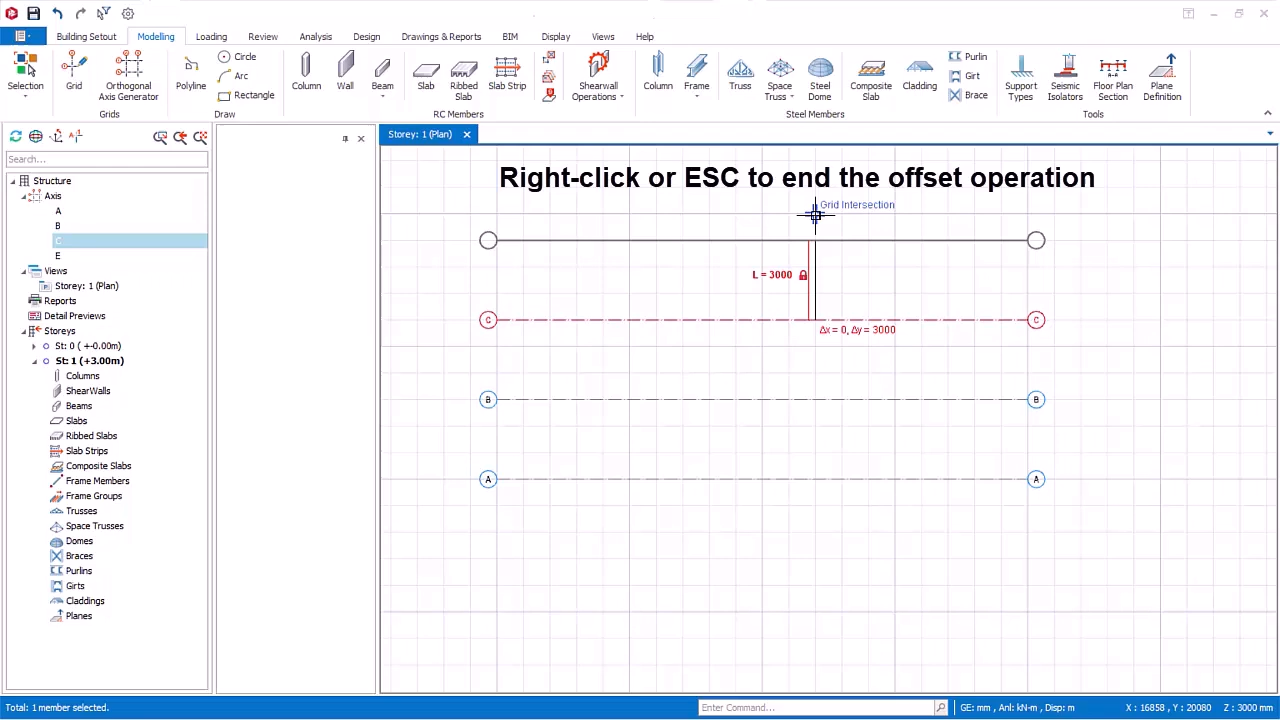 Building Setout
Modelling
Loading
Review
Analysis
Design
Drawings & Reports
BIM
Display
Views
Help
Selection
Grid
Orthogonal
Axis Generator
Grids
Polyline
Circle
Arc
Rectangle
Draw
Column
Wall
Beam
Slab
Ribbed
Slab
Slab Strip
RC Members
Shearwall
Operations
Column
Frame
Truss
Space
Truss
Steel
Dome
Composite
Slab
Cladding
Purlin
Girt
Brace
Steel Members
Support
Types
Seismic
Isolators
Floor Plan
Section
Plane
Definition
Tools
Search...
Structure
Axis
A
B
C
E
Views
Storey: 1 (Plan)
Reports
Detail Previews
Storeys
St: 0 ( +-0.00m)
St: 1 (+3.00m)
Columns
ShearWalls
Beams
Slabs
Ribbed Slabs
Slab Strips
Composite Slabs
Frame Members
Frame Groups
Trusses
Space Trusses
Domes
Braces
Purlins
Girts
Claddings
Planes
Storey: 1 (Plan)
Right-click or ESC to end the offset operation
Grid Intersection
L = 3000
C
C
Δx = 0, Δy = 3000
B
B
A
A
Total: 1 member selected.
Enter Command...
GE: mm , Anl: kN-m , Disp: m
X : 16858 , Y : 20080
Z : 3000 mm